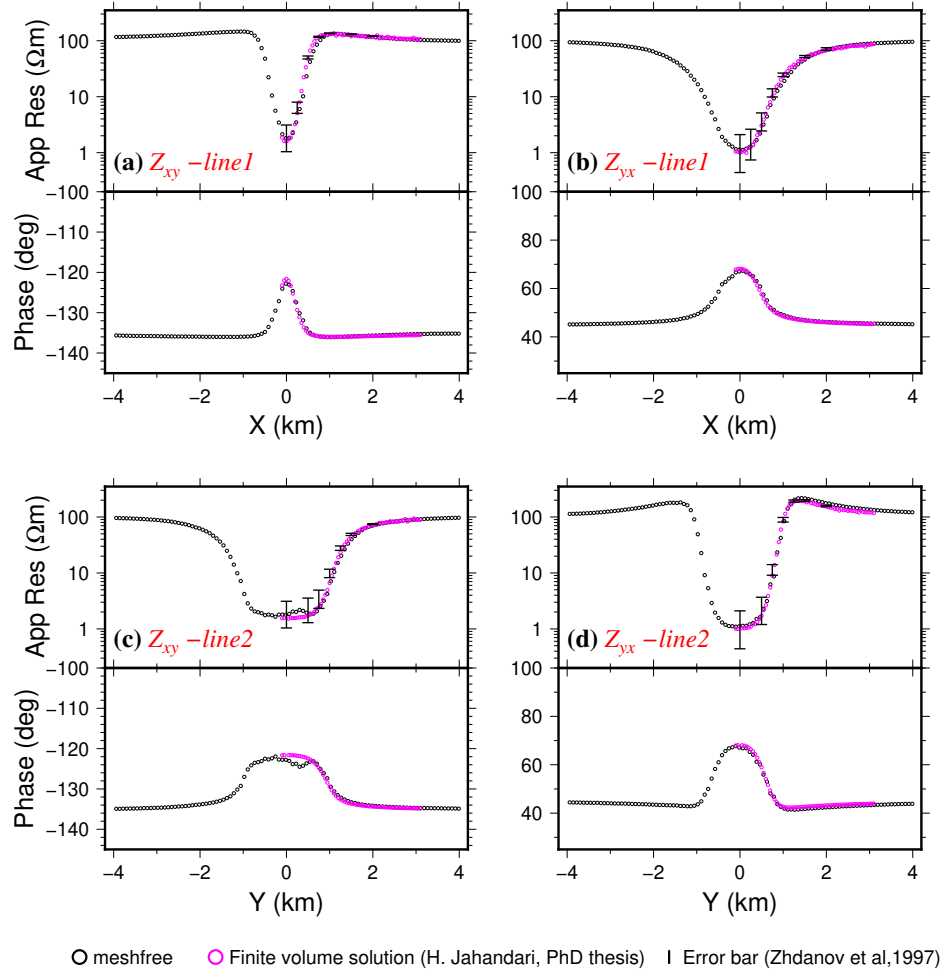 App Res (Ωm)
100
10
1
(a) Zxy −line1
(b) Zyx −line1
Phase (deg)
−100
−110
−120
−130
−140
100
80
60
40
−4 −2 0 2 4
−4 −2 0 2 4
X (km)
X (km)
App Res (Ωm)
100
10
1
100
10
1
(c) Zxy −line2
(d) Zyx −line2
Phase (deg)
−100
−110
−120
−130
−140
100
80
60
40
−4 −2 0 2 4
−4 −2 0 2 4
Y (km)
Y (km)
meshfree Finite volume solution (H. Jahandari, PhD thesis) Error bar (Zhdanov et al,1997)